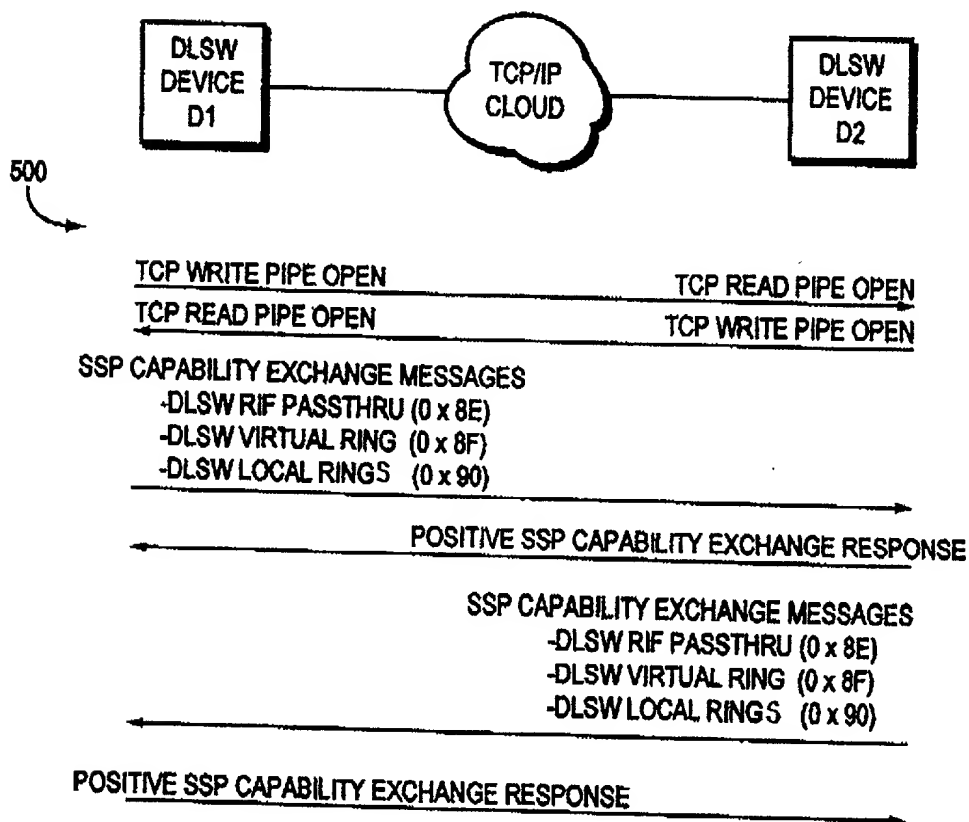 DLSW
DEVICE
D1
TCP/IP
CLOUD
DLSW
DEVICE
D2
500
TCP WRITE PIPE OPEN
TCP READ PIPE OPEN
TCP READ PIPE OPEN
TCP WRITE PIPE OPEN
SSP CAPABILITY EXCHANGE MESSAGES
-DLSW RIF PASSTHRU (0 x 8E)
-DLSW VIRTUAL RING (0 x 8F)
-DLSW LOCAL RINGS (0 x 90)
POSITIVE SSP CAPABILITY EXCHANGE RESPONSE
SSP CAPABILITY EXCHANGE MESSAGES
-DLSW RIF PASSTHRU (0 x 8E)
-DLSW VIRTUAL RING (0 x 8F)
-DLSW LOCAL RINGS (0 x 90)
POSITIVE SSP CAPABILITY EXCHANGE RESPONSE